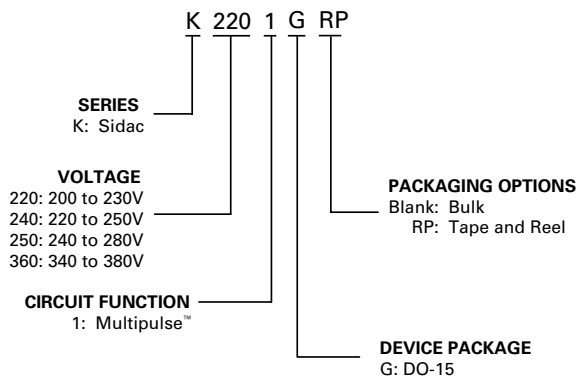 K 220 1 G RP
SERIES
K: Sidac
VOLTAGE
220: 200 to 230V
240: 220 to 250V
250: 240 to 280V
360: 340 to 380V
CIRCUIT FUNCTION
1: Multipulse™
PACKAGING OPTIONS
Blank: Bulk
RP: Tape and Reel
DEVICE PACKAGE
G: DO-15